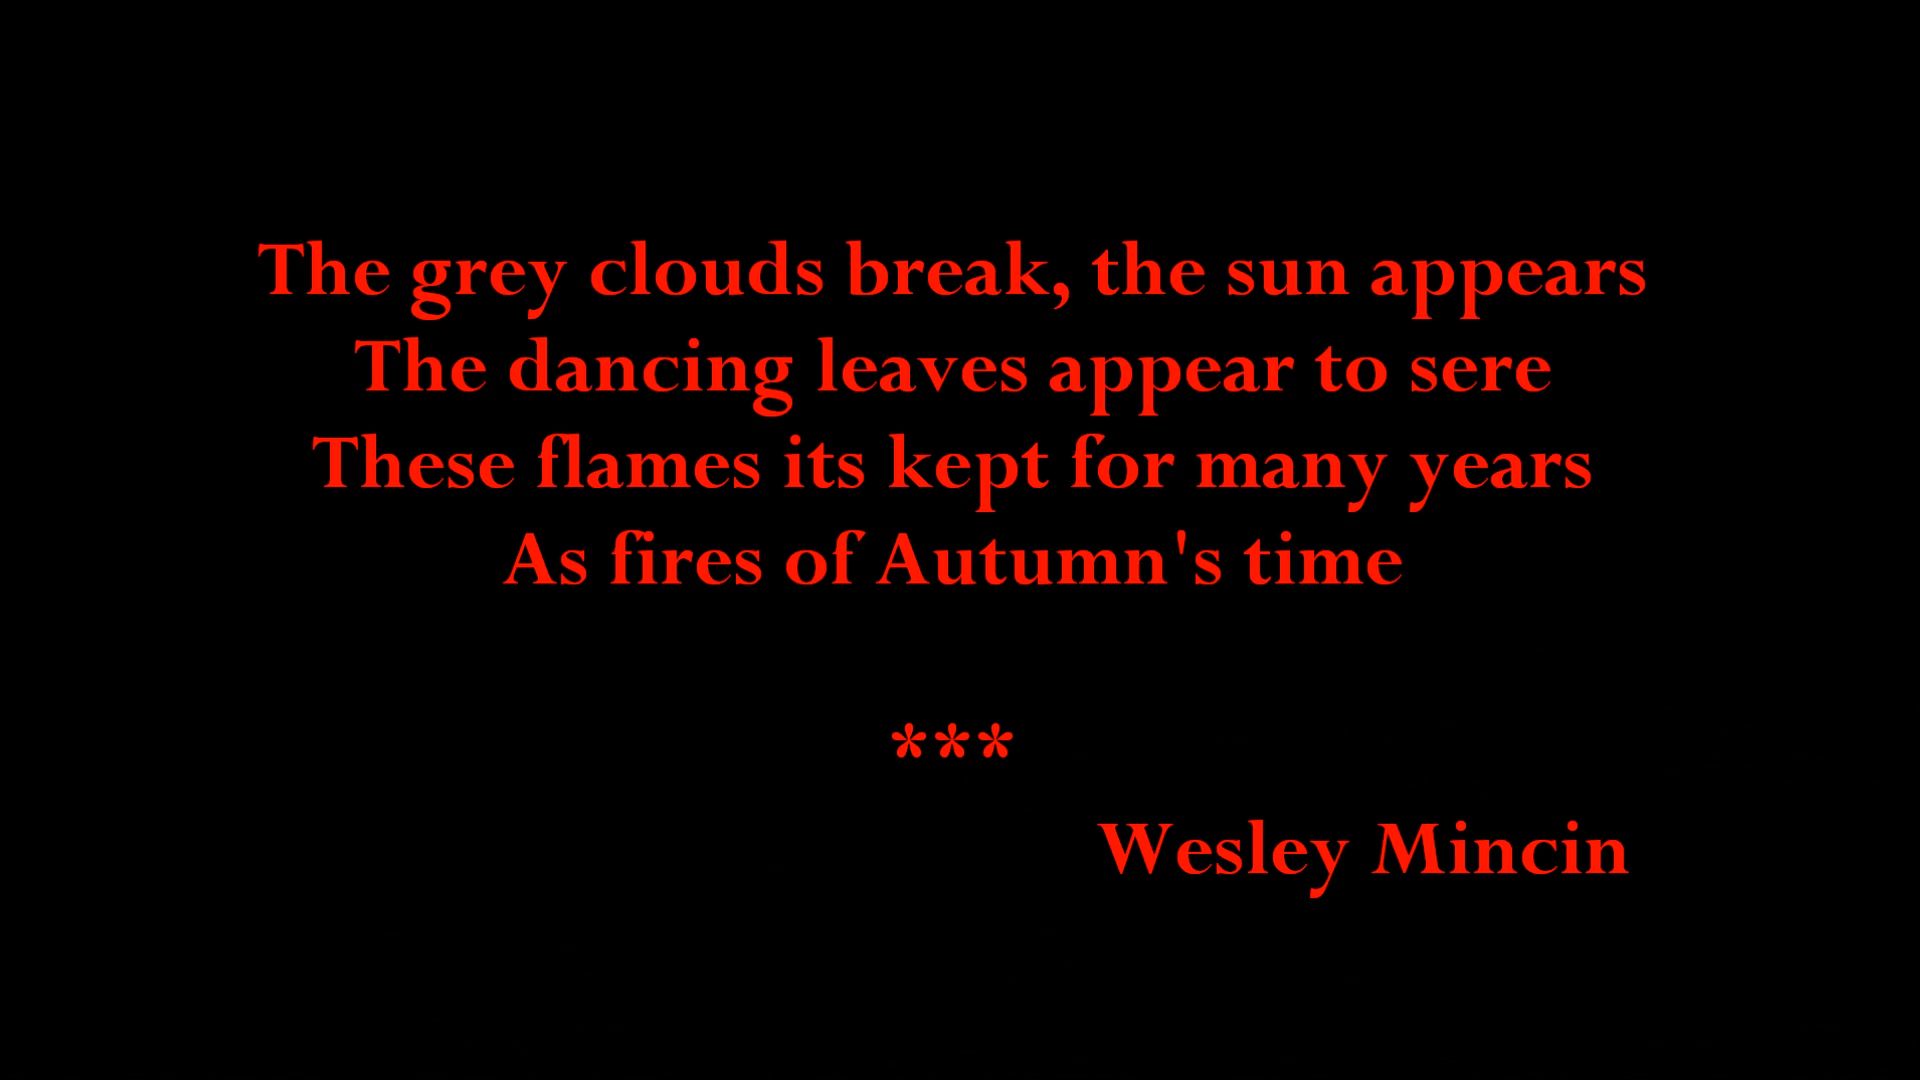 The grey clouds break, the sun appears
The dancing leaves appear to sere
These flames its kept for many years
As fires of Autumn's time
***
Wesley Mincin